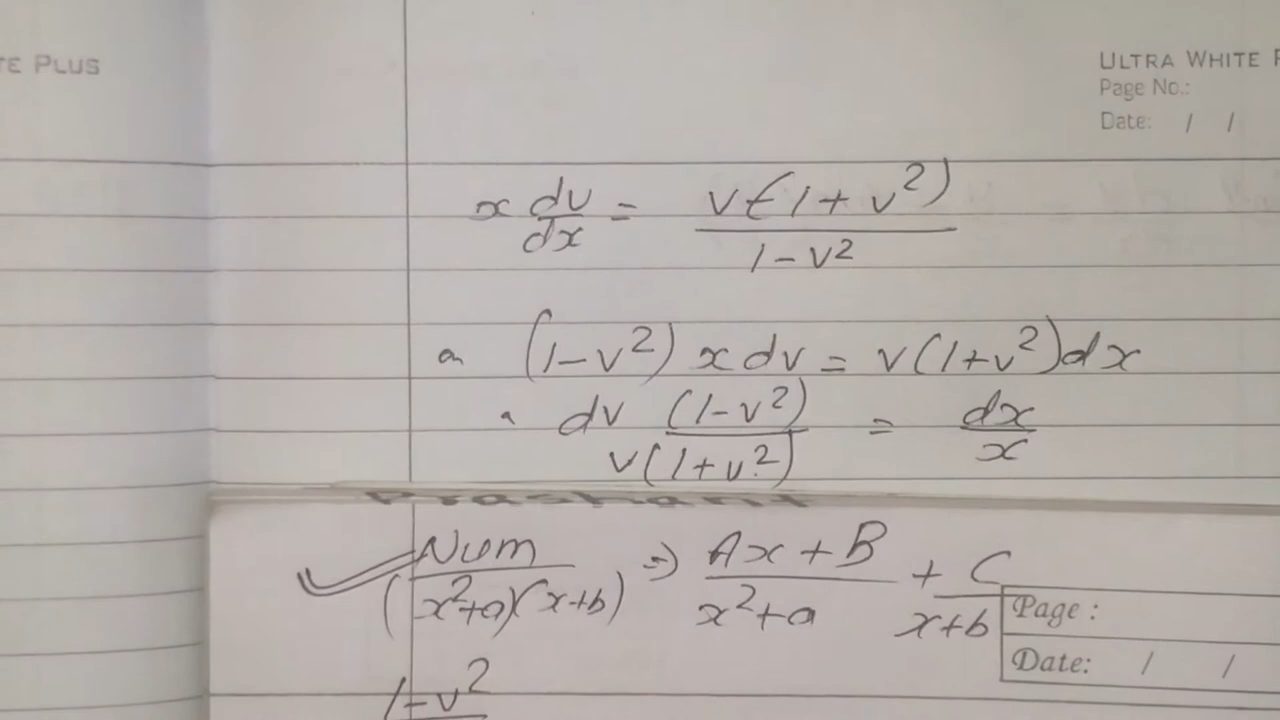 TE PLUS
ULTRA WHITE P
Page No.:
Date: / /
x dv/dx = v(1+v²)/1-v²
(1-v²) x dv = v(1+v²)dx
dv (1-v²)/v(1+v²) = dx/x
Prashant
Num/(x²+a)(x+b) ⇒ Ax+B/x²+a + C/x+b
Page :
Date: / /
1-v²